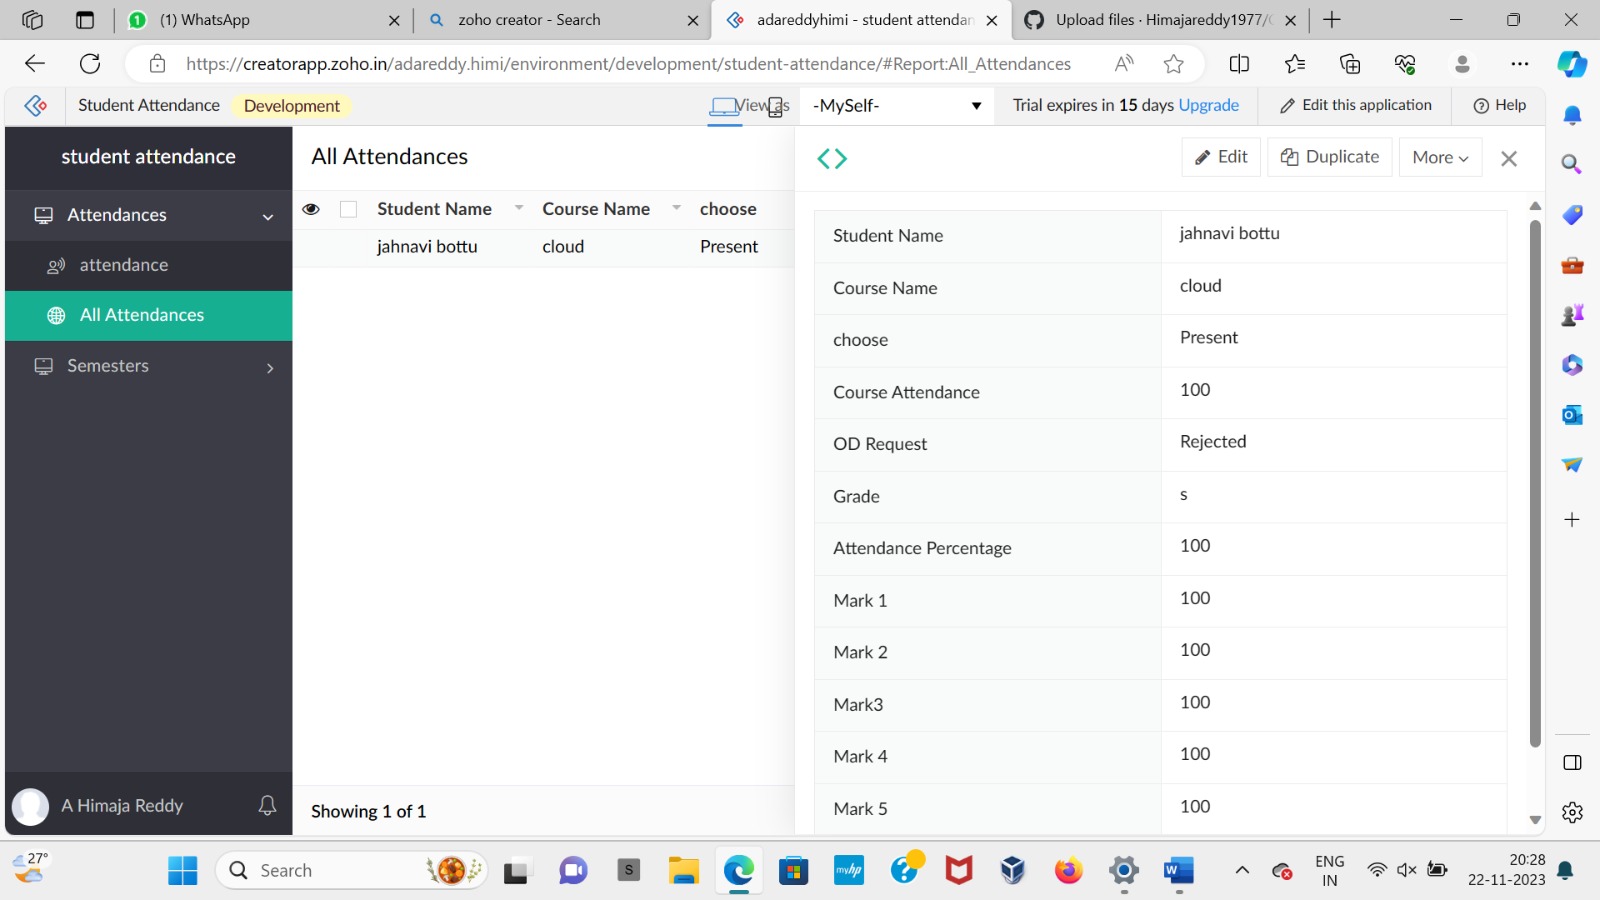 (1) WhatsApp
zoho creator - Search
adareddyhimi - student attendan
Upload files · Himajareddy1977/
https://creatorapp.zoho.in/adareddy.himi/environment/development/student-attendance/#Report:All_Attendances
Student Attendance
Development
View as
-MySelf-
Trial expires in 15 days Upgrade
Edit this application
Help
student attendance
Attendances
attendance
All Attendances
Semesters
A Himaja Reddy
All Attendances
Student Name Course Name choose
jahnavi bottu cloud Present
Showing 1 of 1
Edit
Duplicate
More
Student Name jahnavi bottu
Course Name cloud
choose Present
Course Attendance 100
OD Request Rejected
Grade s
Attendance Percentage 100
Mark 1 100
Mark 2 100
Mark3 100
Mark 4 100
Mark 5 100
27°
Search
S
myhp
W
ENG
IN
20:28
22-11-2023